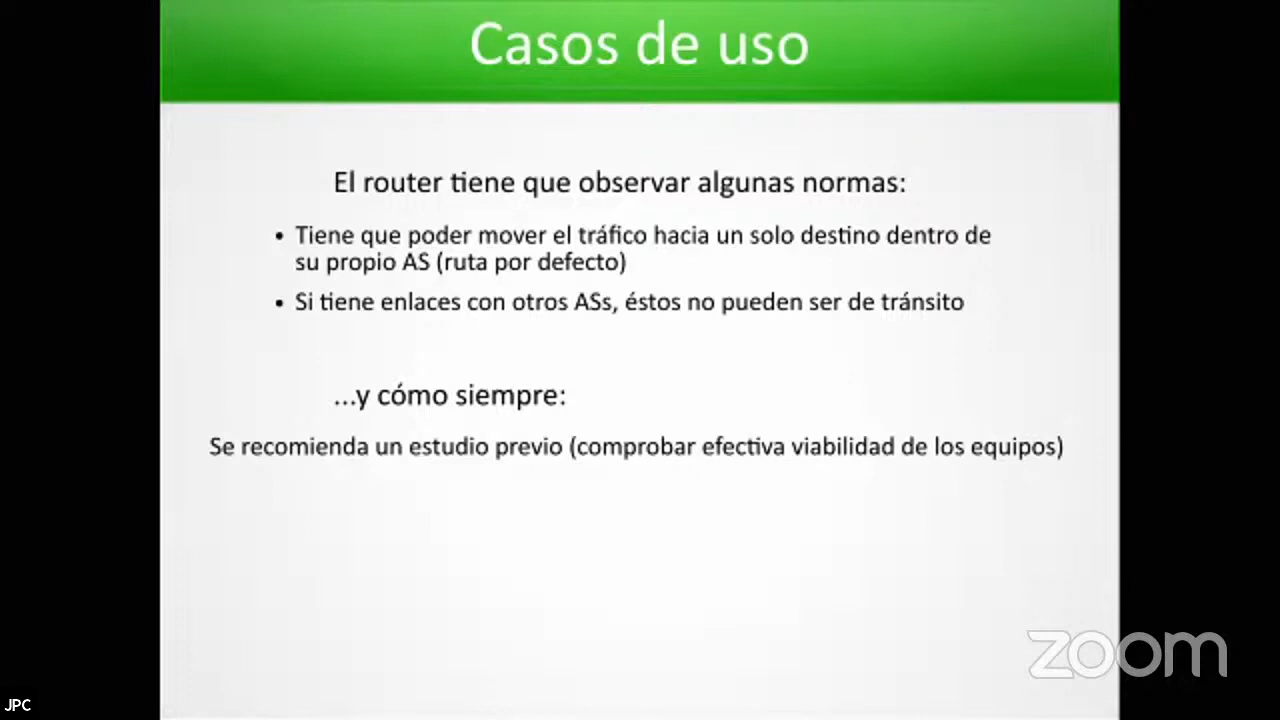 Casos de uso
El router tiene que observar algunas normas:
• Tiene que poder mover el tráfico hacia un solo destino dentro de
su propio AS (ruta por defecto)
• Si tiene enlaces con otros ASs, éstos no pueden ser de tránsito
...y cómo siempre:
Se recomienda un estudio previo (comprobar efectiva viabilidad de los equipos)
zoom
JPC